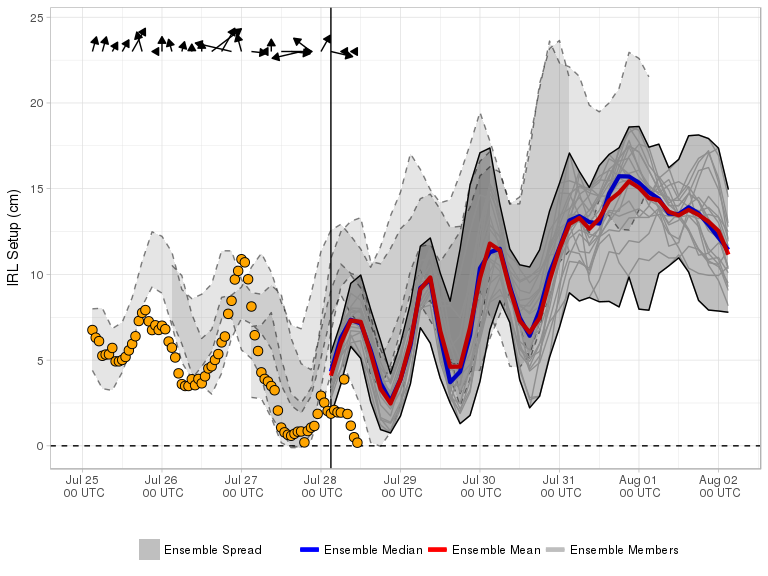 25
20
15
10
5
0
IRL Setup (cm)
Jul 25 Jul 26 Jul 27 Jul 28 Jul 29 Jul 30 Jul 31 Aug 01 Aug 02
00 UTC 00 UTC 00 UTC 00 UTC 00 UTC 00 UTC 00 UTC 00 UTC 00 UTC
Ensemble Spread Ensemble Median Ensemble Mean Ensemble Members